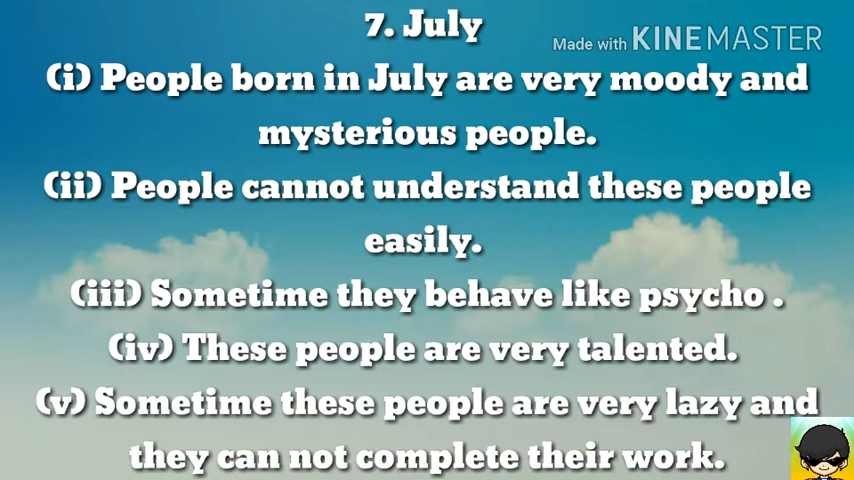 7. July
Made with KINEMASTER
(i) People born in July are very moody and
mysterious people.
(ii) People cannot understand these people
easily.
(iii) Sometime they behave like psycho .
(iv) These people are very talented.
(v) Sometime these people are very lazy and
they can not complete their work.